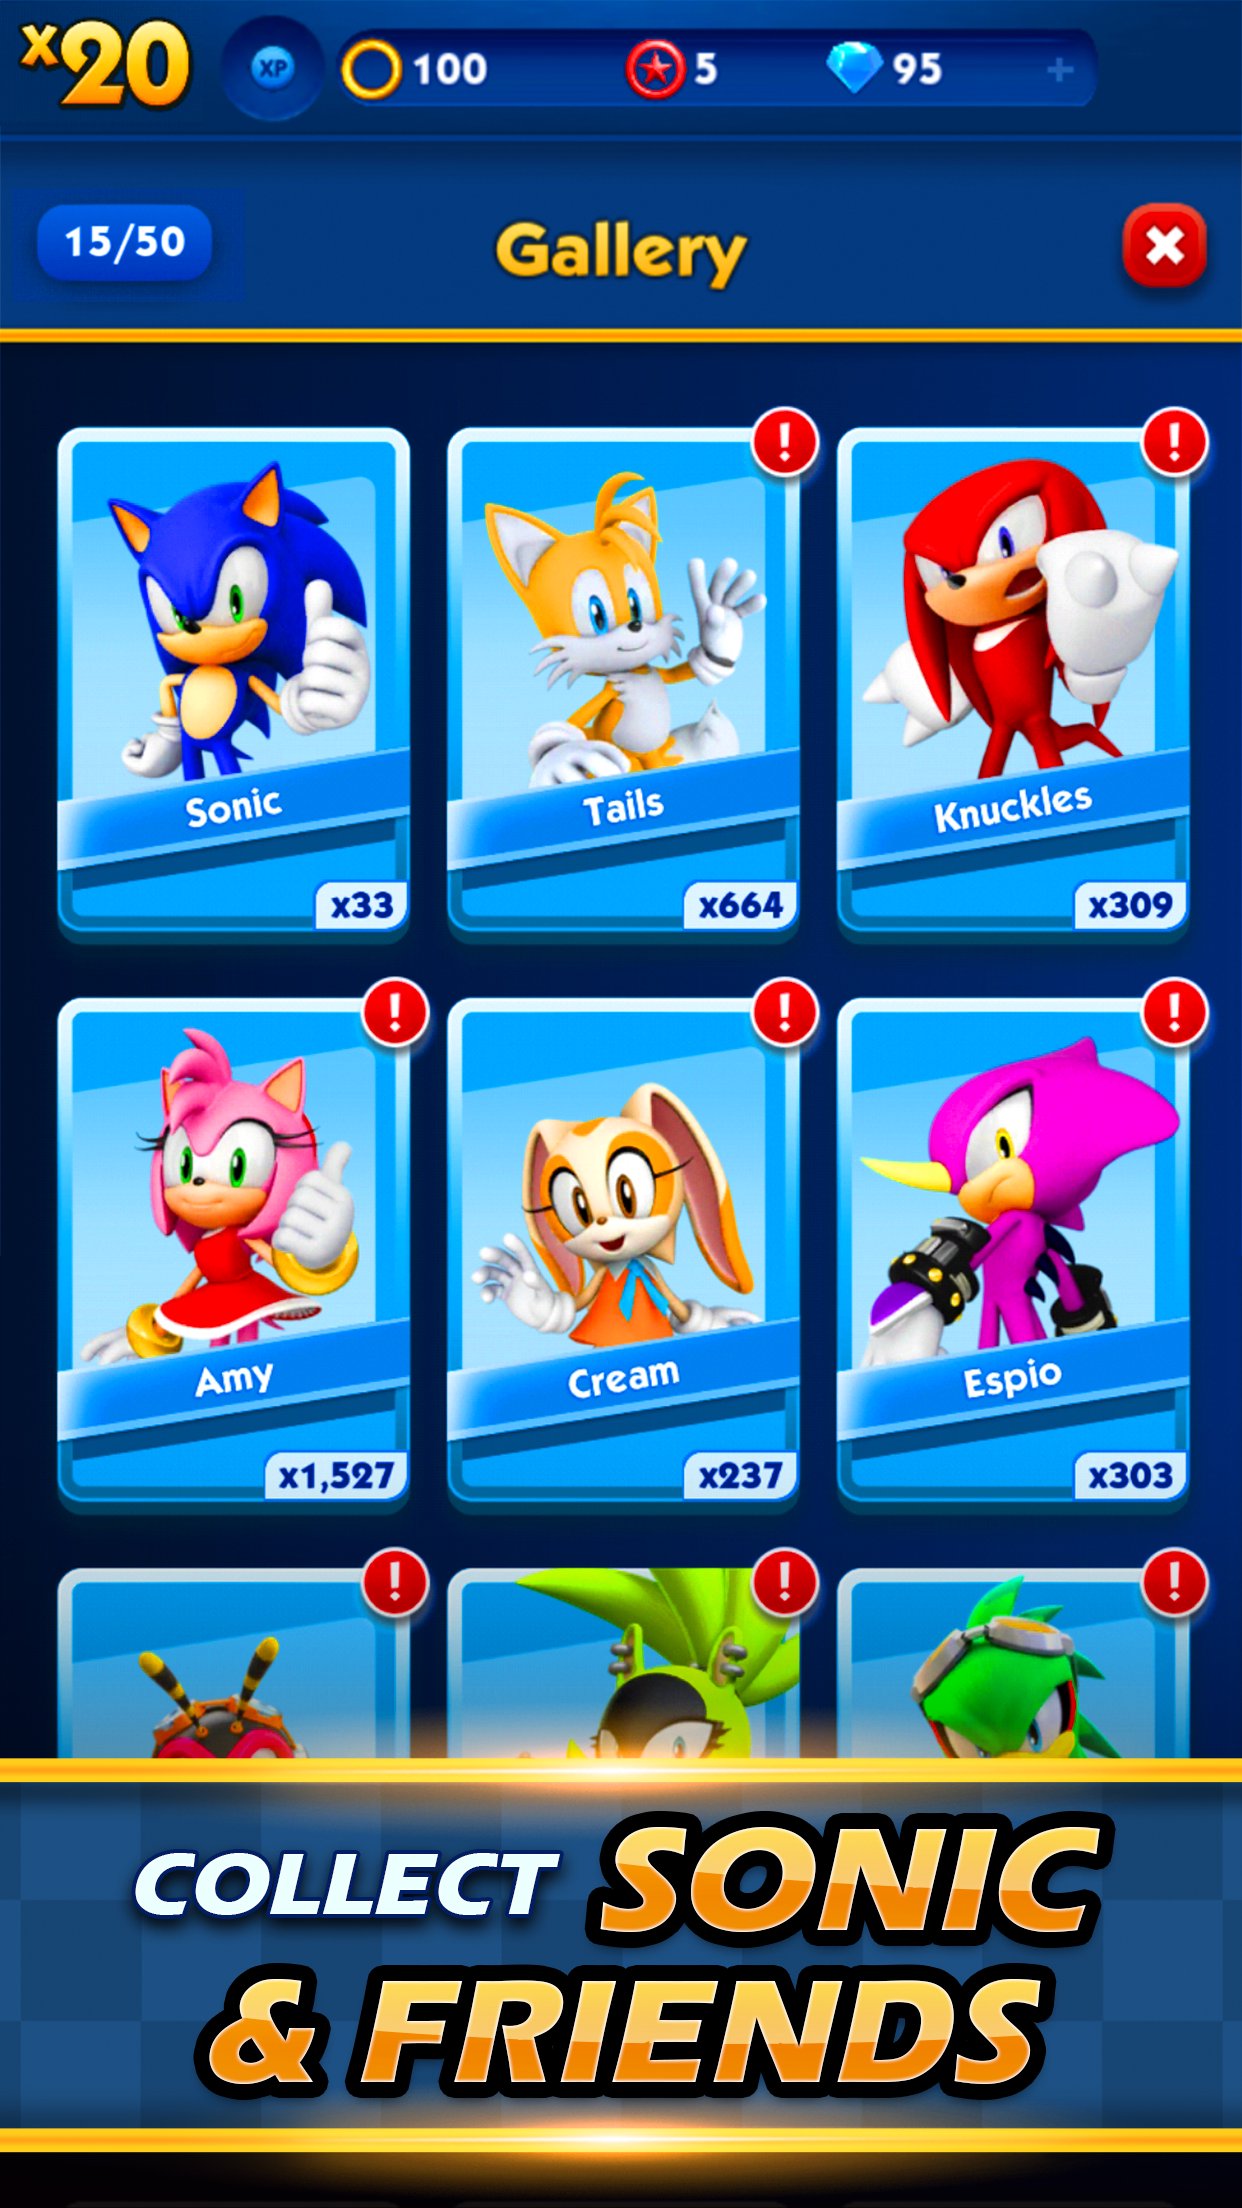 x20 XP 100 5 95 +
15/50 Gallery
! !
Sonic Tails Knuckles
x33 x664 x309
! ! !
Amy Cream Espio
x1,527 x237 x303
! ! !
COLLECT SONIC
& FRIENDS